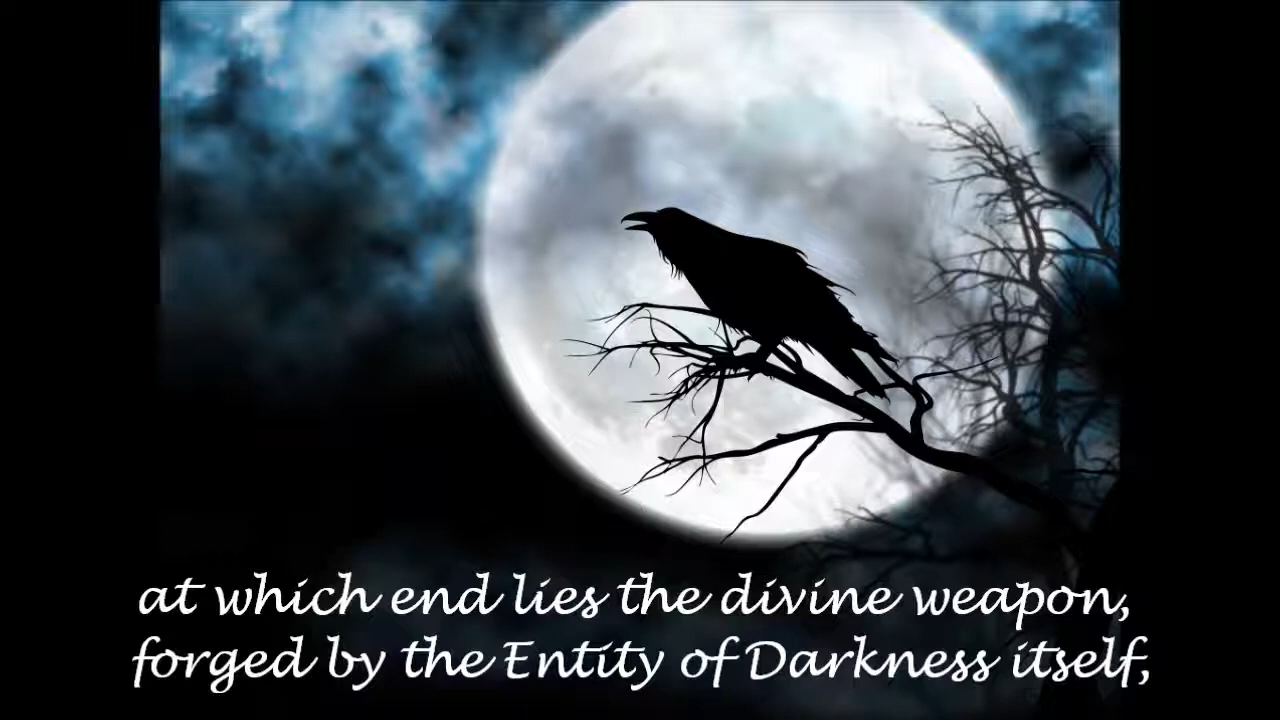 at which end lies the divine weapon,
forged by the Entity of Darkness itself,